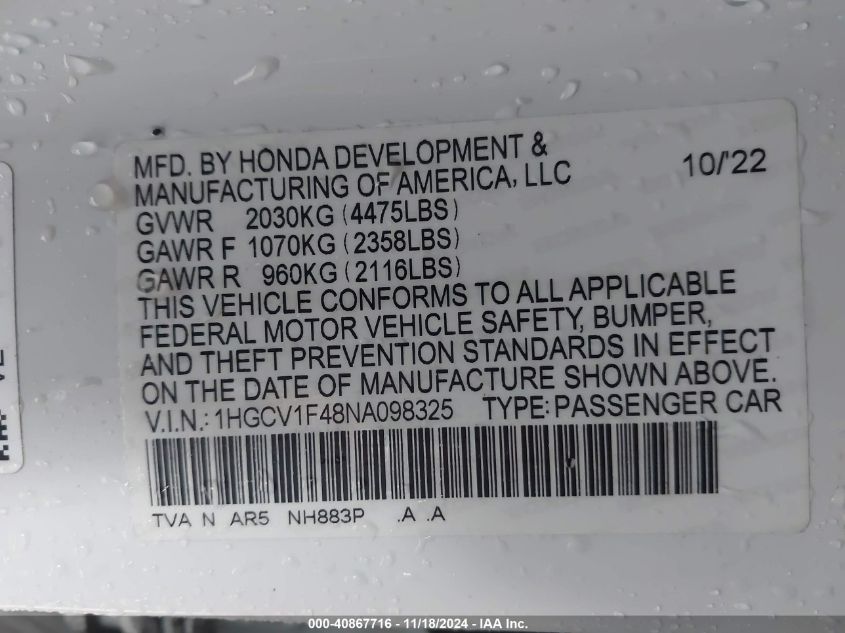 MFD. BY HONDA DEVELOPMENT & 10/'22
MANUFACTURING OF AMERICA, LLC
GVWR 2030KG (4475LBS)
GAWR F 1070KG (2358LBS)
GAWR R 960KG (2116LBS)
THIS VEHICLE CONFORMS TO ALL APPLICABLE
FEDERAL MOTOR VEHICLE SAFETY, BUMPER,
AND THEFT PREVENTION STANDARDS IN EFFECT
ON THE DATE OF MANUFACTURE SHOWN ABOVE.
V.I.N.: 1HGCV1F48NA098325 TYPE: PASSENGER CAR
TVA N AR5 NH883P .A .A
000-40867716 - 11/18/2024 - IAA Inc.